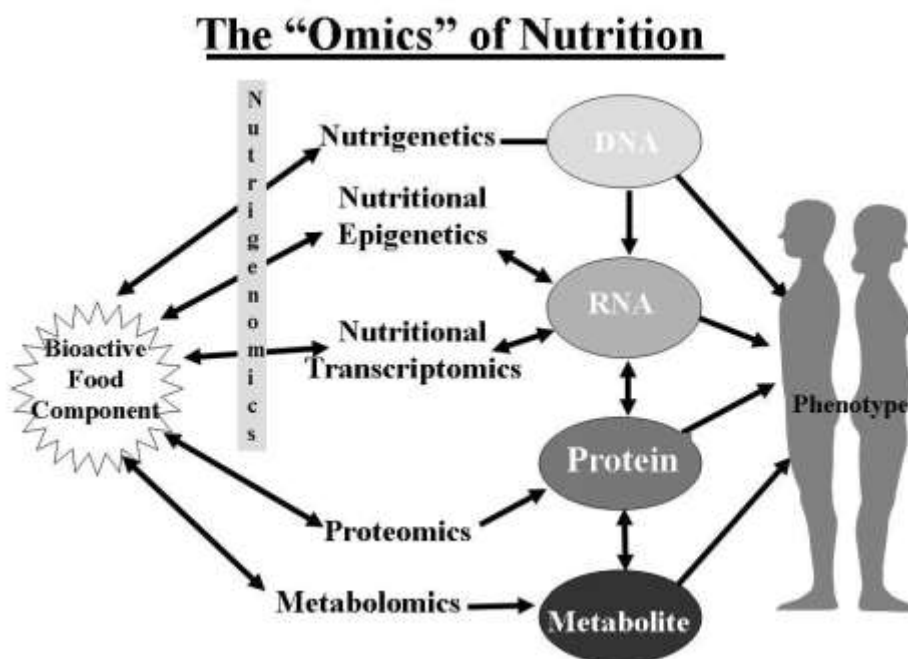 The “Omics” of Nutrition
Nutrigenomics
Nutrigenetics
DNA
Nutritional
Epigenetics
RNA
Bioactive
Food
Component
Nutritional
Transcriptomics
Phenotype
Protein
Proteomics
Metabolomics
Metabolite